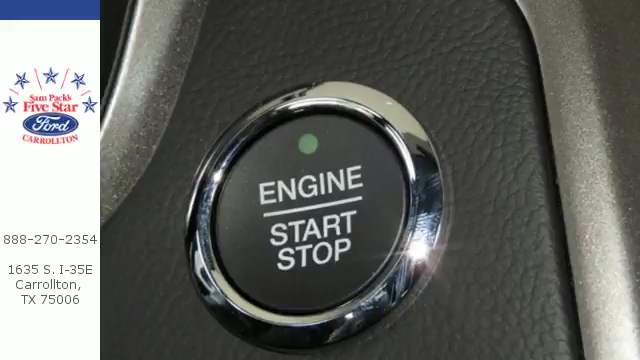 Sam Pack's
Five Star
Ford
CARROLLTON
888-270-2354
1635 S. I-35E
Carrollton,
TX 75006
ENGINE
START
STOP